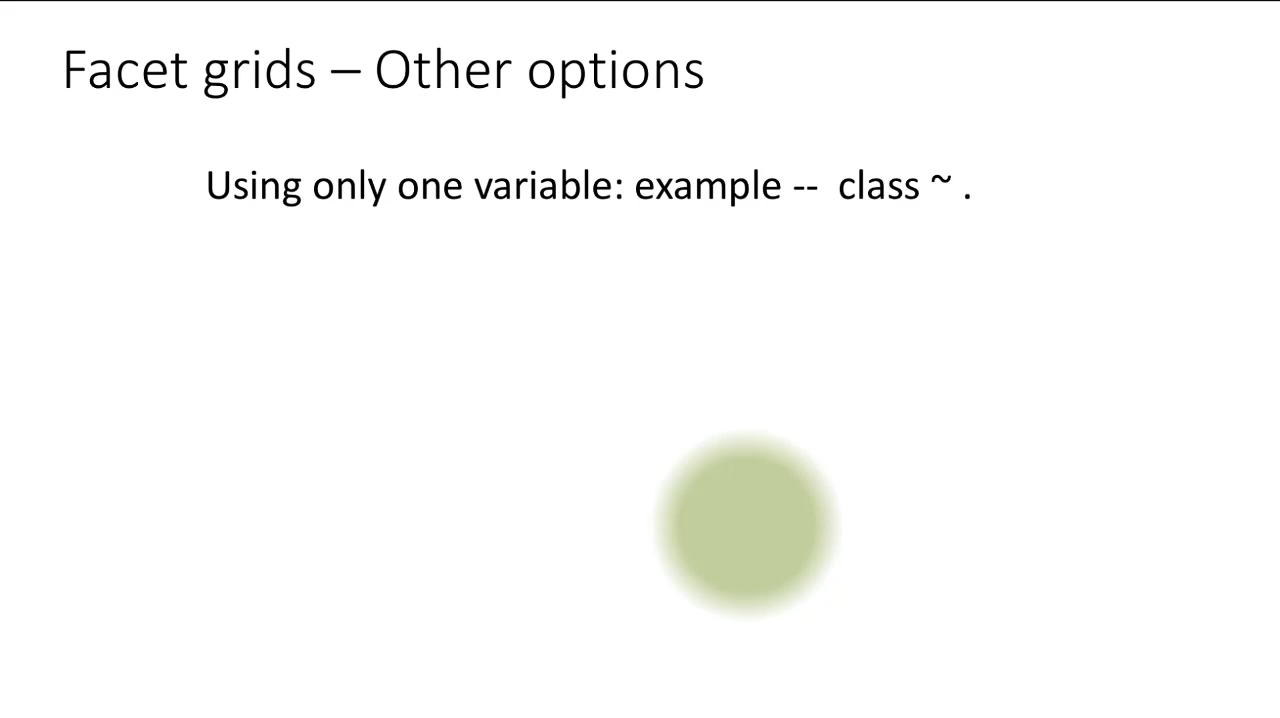 Facet grids – Other options
Using only one variable: example -- class ~ .